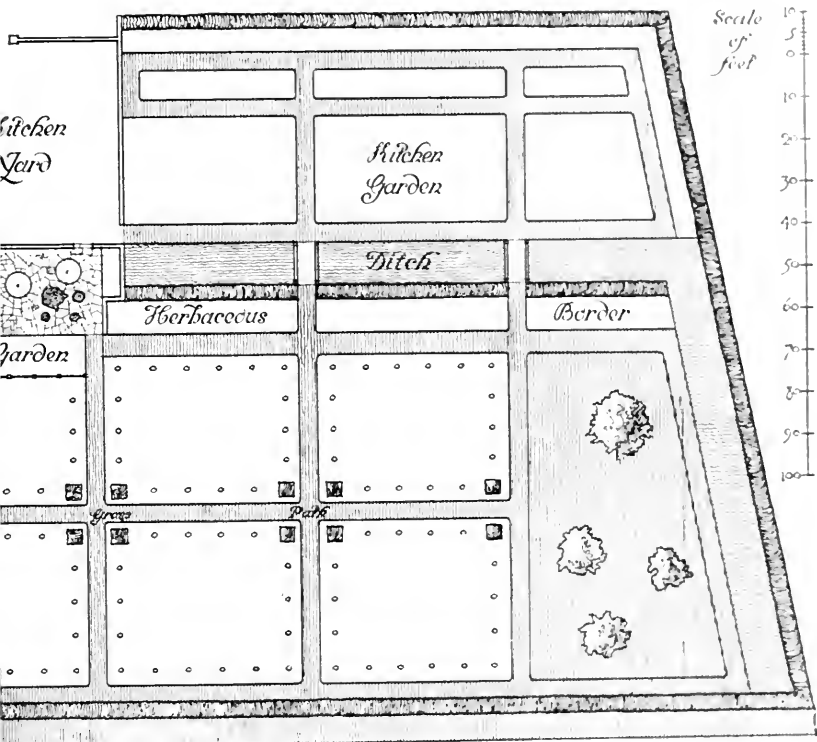 Scale
of
feet
10
5
0
10
20
30
40
50
60
70
80
90
100
Kitchen
Yard
Kitchen
Garden
Ditch
Herbaceous
Border
Garden
Grass Path